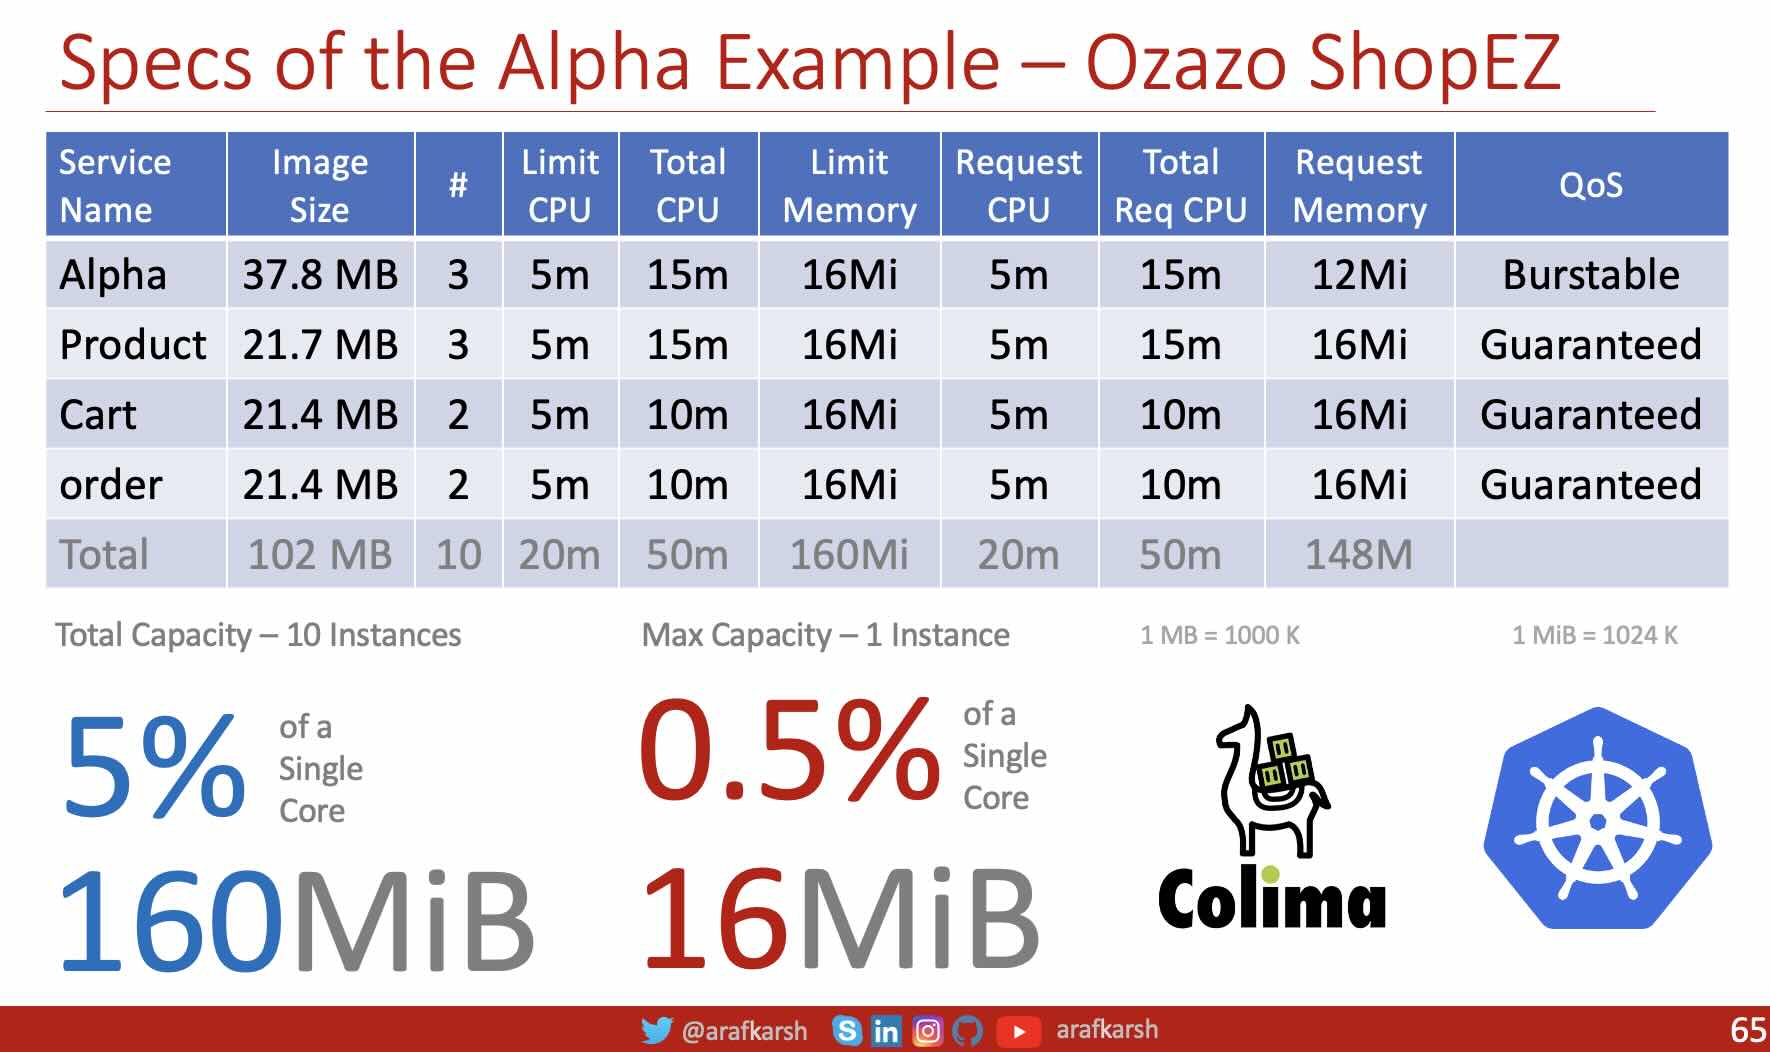 Specs of the Alpha Example – Ozazo ShopEZ
Service Name Image Size # Limit CPU Total CPU Limit Memory Request CPU Total Req CPU Request Memory QoS
Alpha 37.8 MB 3 5m 15m 16Mi 5m 15m 12Mi Burstable
Product 21.7 MB 3 5m 15m 16Mi 5m 15m 16Mi Guaranteed
Cart 21.4 MB 2 5m 10m 16Mi 5m 10m 16Mi Guaranteed
order 21.4 MB 2 5m 10m 16Mi 5m 10m 16Mi Guaranteed
Total 102 MB 10 20m 50m 160Mi 20m 50m 148M
Total Capacity – 10 Instances
5%
of a
Single
Core
160MiB
Max Capacity – 1 Instance
0.5%
of a
Single
Core
16MiB
1 MB = 1000 K
1 MiB = 1024 K
Colima
@arafkarsh
S in
arafkarsh
65